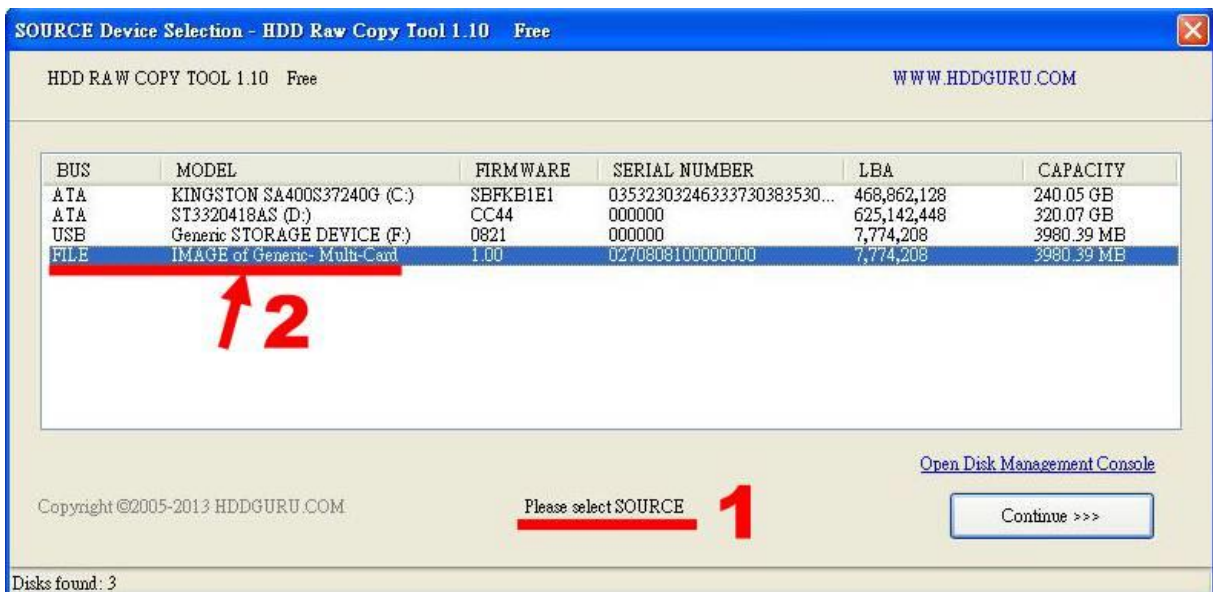 SOURCE Device Selection - HDD Raw Copy Tool 1.10 Free
HDD RAW COPY TOOL 1.10 Free WWW.HDDGURU.COM
BUS MODEL FIRMWARE SERIAL NUMBER LBA CAPACITY
ATA KINGSTON SA400S37240G (C:) SBFKB1E1 03532303246333730383530... 468,862,128 240.05 GB
ATA ST3320418AS (D:) CC44 000000 625,142,448 320.07 GB
USB Generic STORAGE DEVICE (F:) 0821 000000 7,774,208 3980.39 MB
FILE IMAGE of Generic- Multi-Card 1.00 0270808100000000 7,774,208 3980.39 MB
2
Open Disk Management Console
Copyright ©2005-2013 HDDGURU.COM Please select SOURCE 1 Continue >>>
Disks found: 3